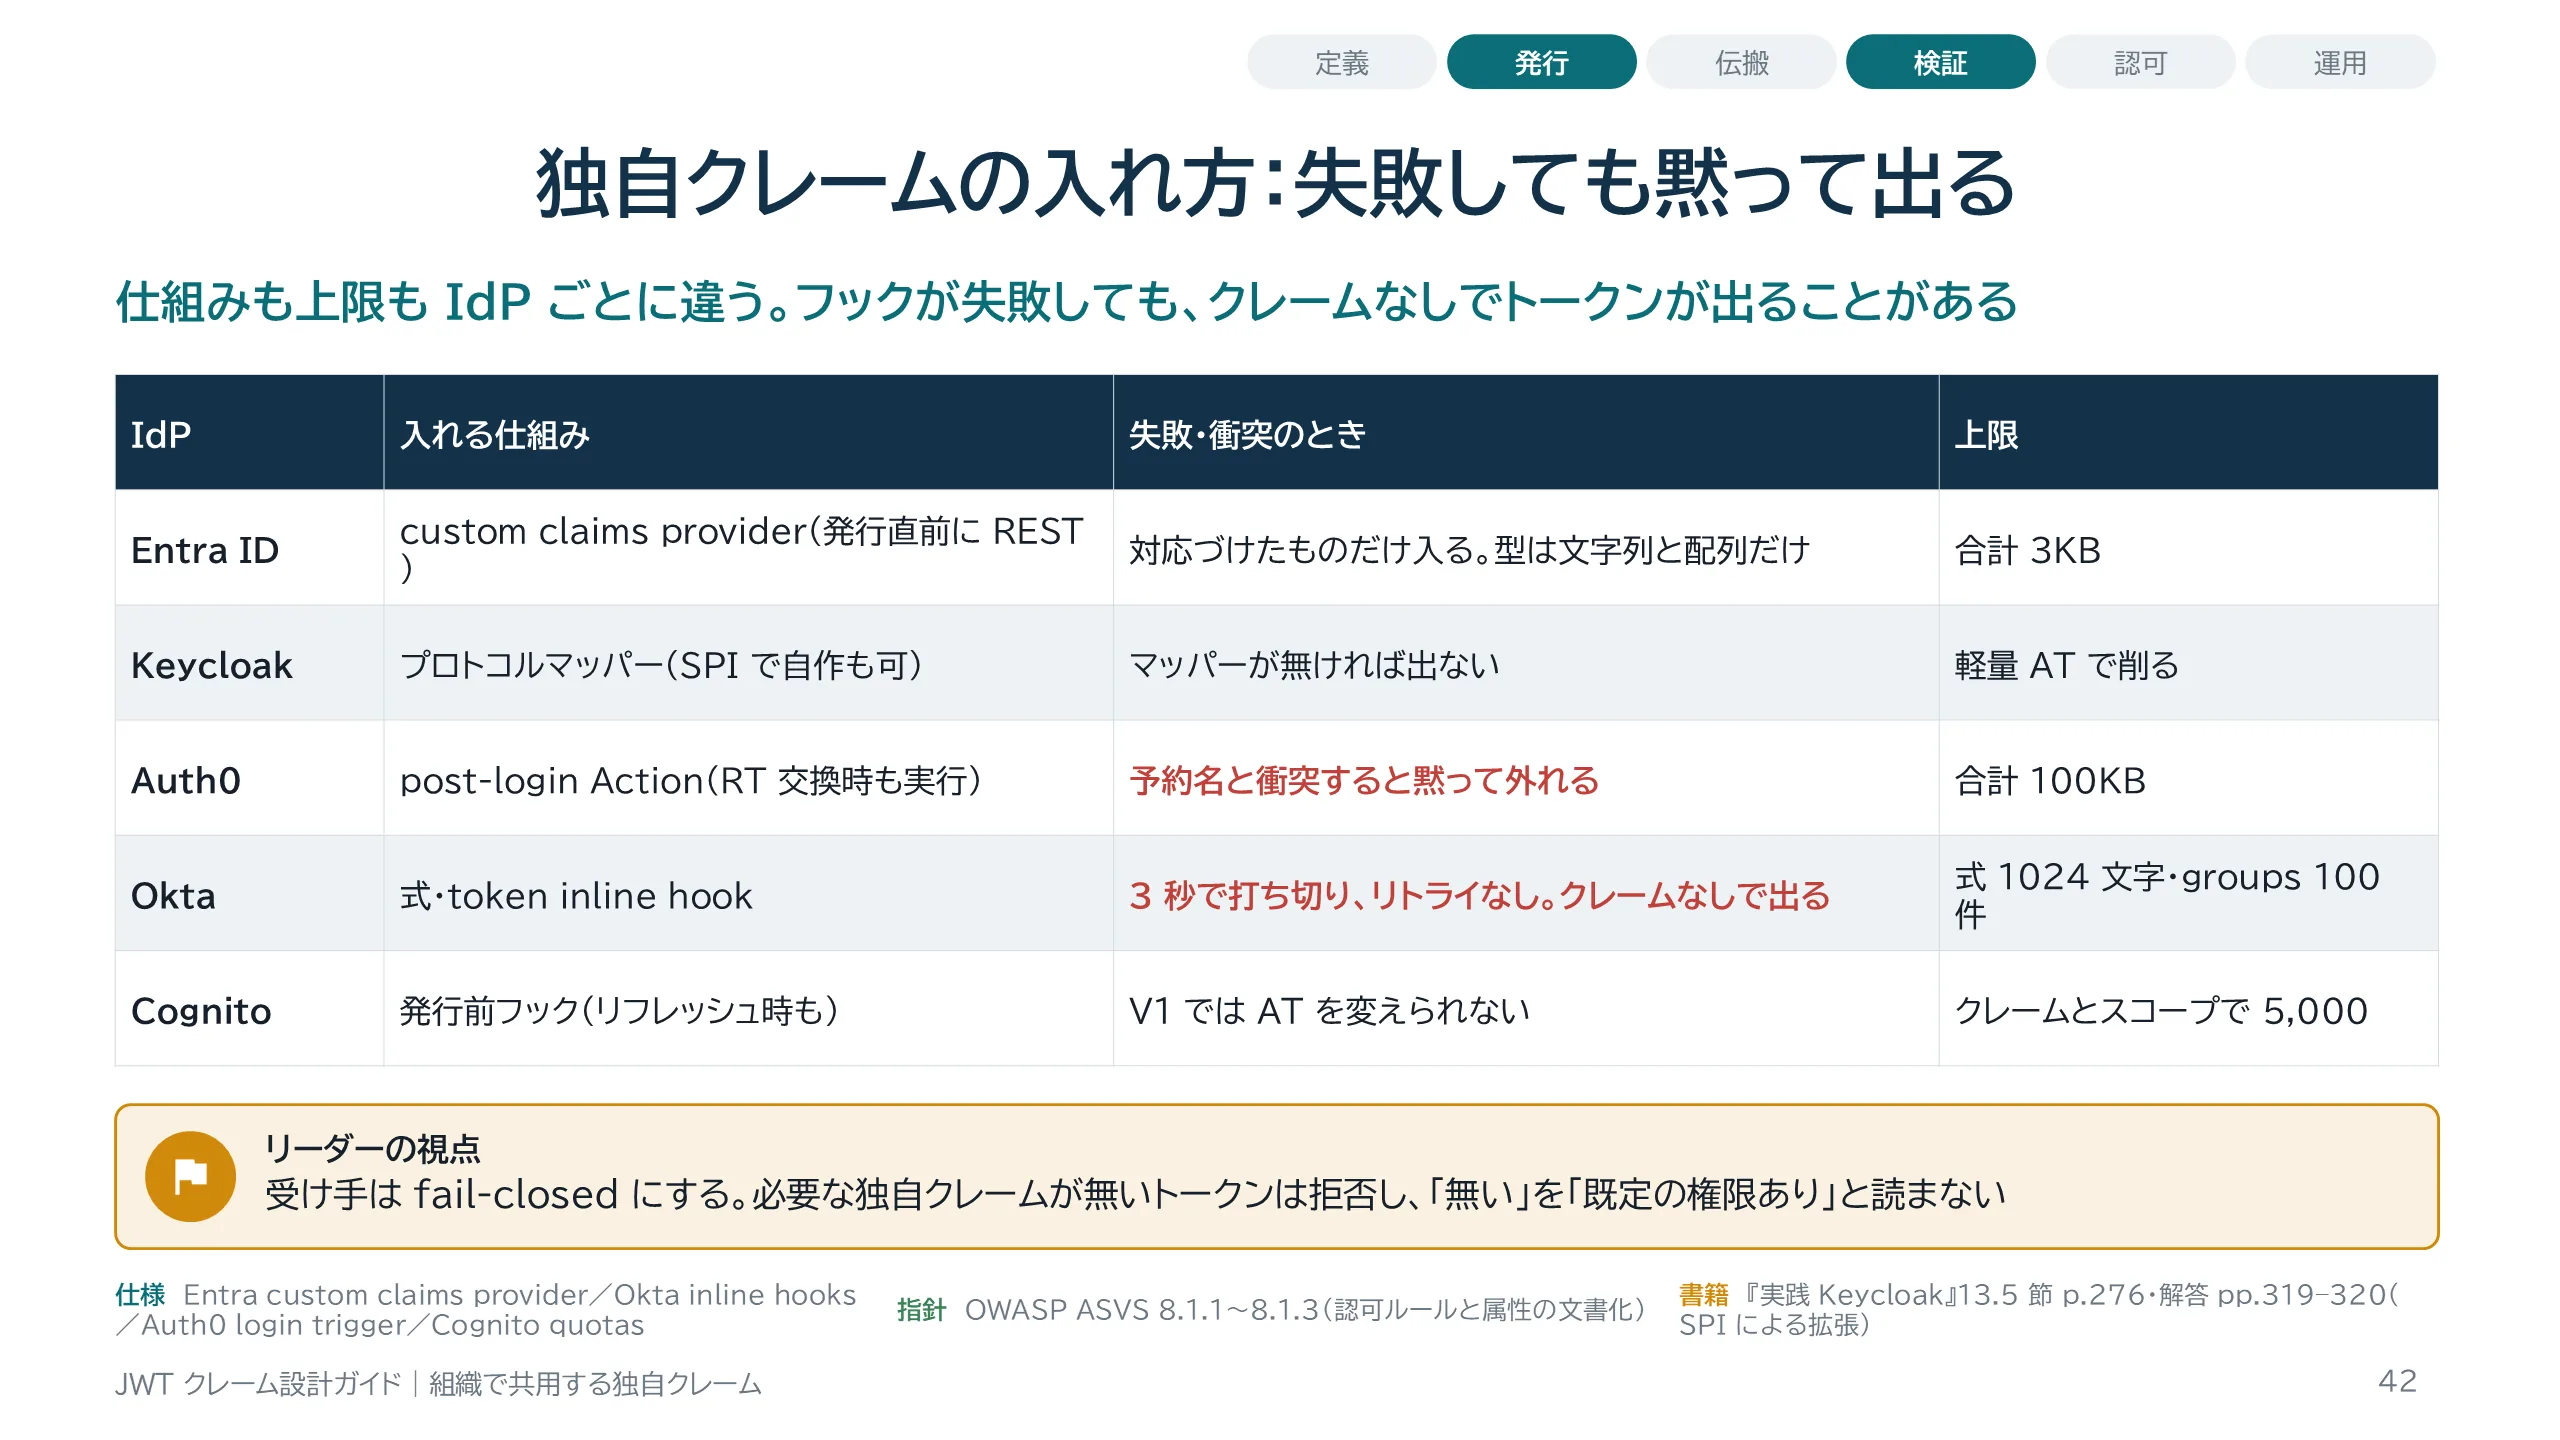 定義
発行
伝搬
検証
認可
運用
独自クレームの入れ方：失敗しても黙って出る
仕組みも上限も IdP ごとに違う。フックが失敗しても、クレームなしでトークンが出ることがある
IdP
入れる仕組み
失敗・衝突のとき
上限
Entra ID
custom claims provider（発行直前に REST
）
対応づけたものだけ入る。型は文字列と配列だけ
合計 3KB
Keycloak
プロトコルマッパー（SPI で自作も可）
マッパーが無ければ出ない
軽量 AT で削る
Auth0
post-login Action（RT 交換時も実行）
予約名と衝突すると黙って外れる
合計 100KB
Okta
式・token inline hook
3 秒で打ち切り、リトライなし。クレームなしで出る
式 1024 文字・groups 100
件
Cognito
発行前フック（リフレッシュ時も）
V1 では AT を変えられない
クレームとスコープで 5,000
リーダーの視点
受け手は fail-closed にする。必要な独自クレームが無いトークンは拒否し、「無い」を「既定の権限あり」と読まない
仕様 Entra custom claims provider／Okta inline hooks
／Auth0 login trigger／Cognito quotas
指針 OWASP ASVS 8.1.1～8.1.3（認可ルールと属性の文書化）
書籍 『実践 Keycloak』13.5 節 p.276・解答 pp.319–320（
SPI による拡張）
JWT クレーム設計ガイド｜組織で共用する独自クレーム
42